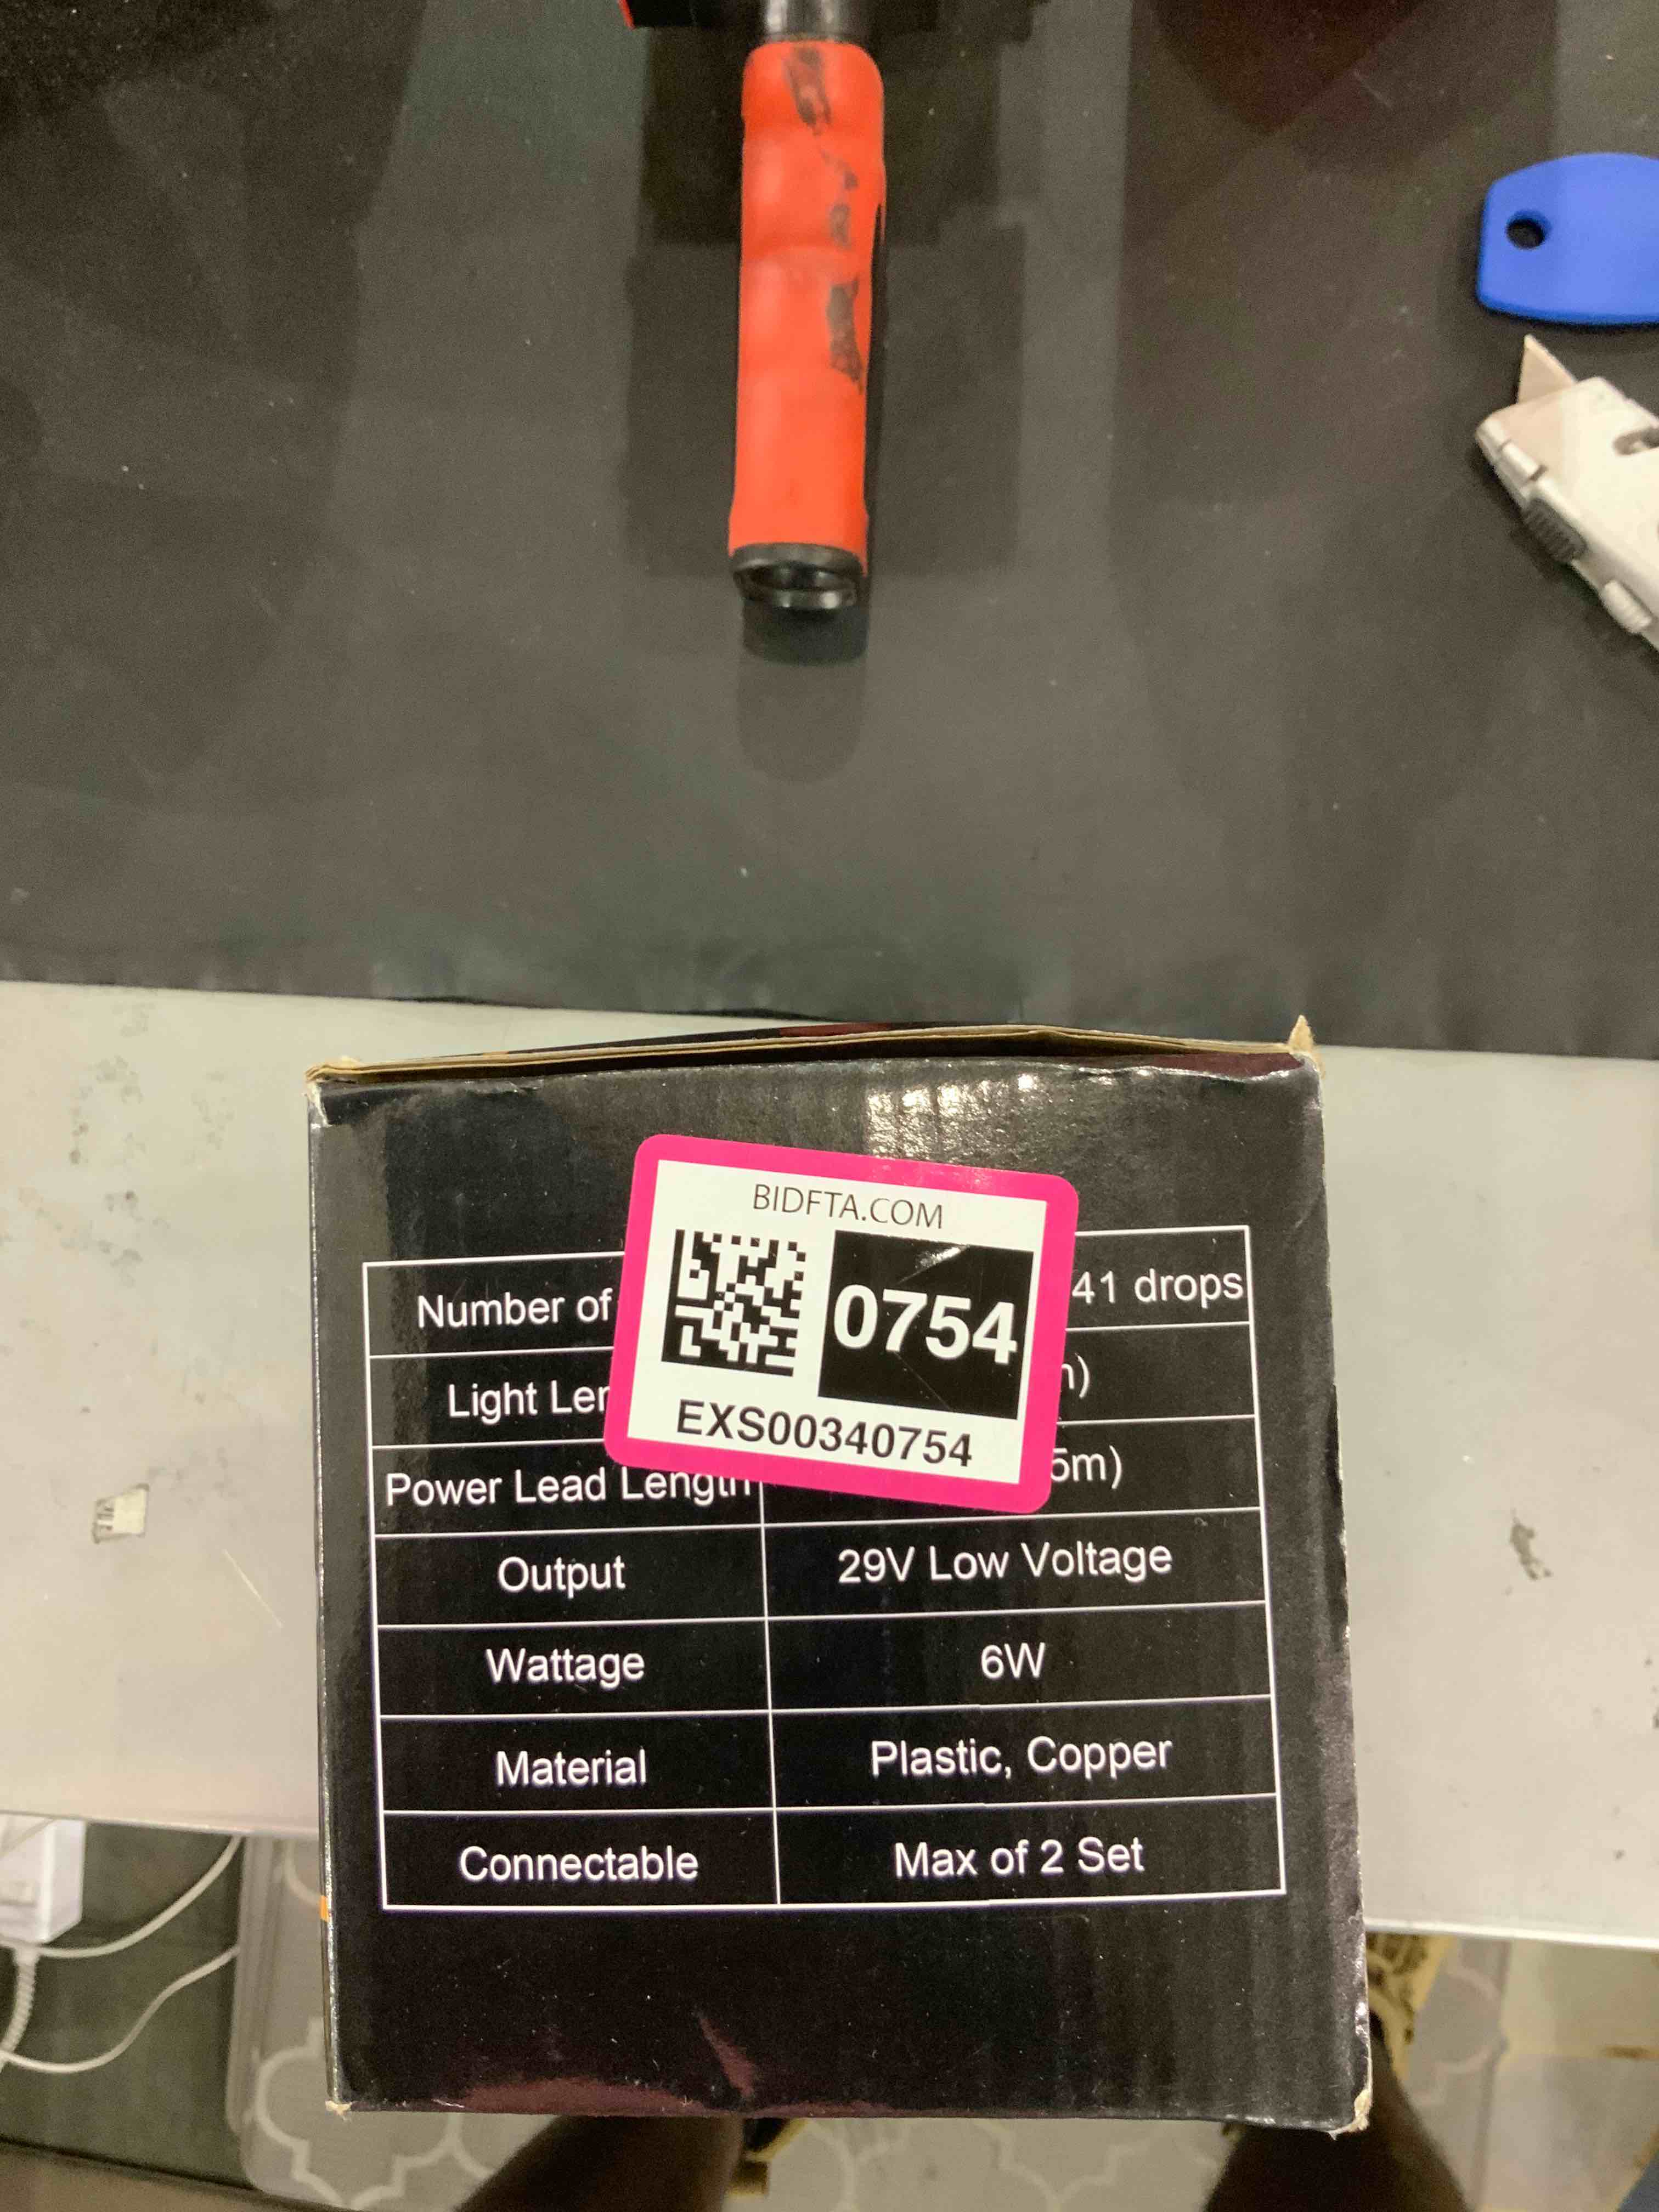 BIDFTA.COM
0754
EXS00340754
Number of 41 drops
Light
Power Lead Length 5m)
Output 29V Low Voltage
Wattage 6W
Material Plastic, Copper
Connectable Max of 2 Set